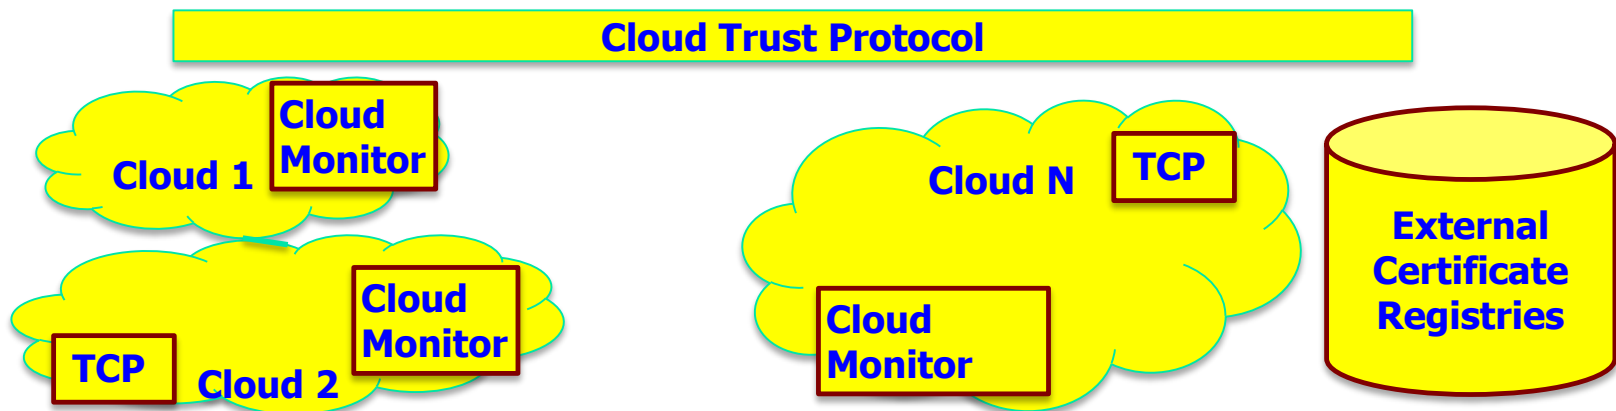 Cloud Trust Protocol
Cloud
Monitor
Cloud 1
Cloud
Monitor
TCP
Cloud 2
TCP
Cloud N
Cloud
Monitor
External
Certificate
Registries